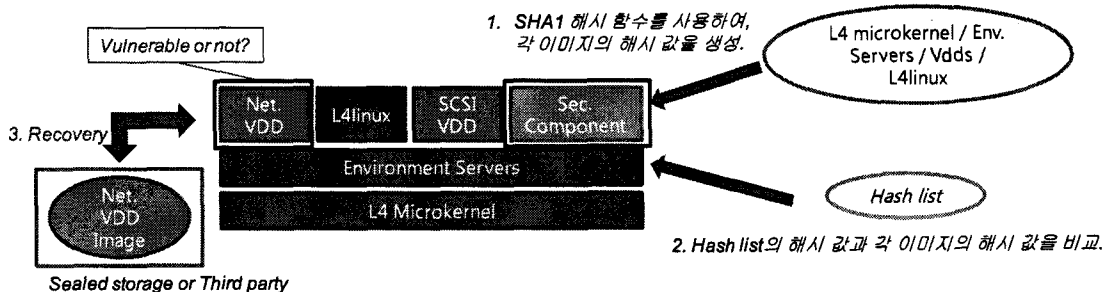 1. SHA1 해시 함수를 사용하여,
각 이미지의 해시 값을 생성.
L4 microkernel / Env.
Servers / Vdds /
L4linux
Vulnerable or not?
Net.
VDD
L4linux
SCSI
VDD
Sec.
Component
3. Recovery
Environment Servers
Net.
VDD
Image
L4 Microkernel
Hash list
2. Hash list의 해시 값과 각 이미지의 해시 값을 비교.
Sealed storage or Third party